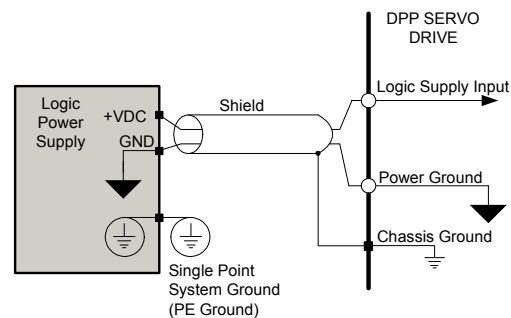 DPP SERVO
DRIVE
Logic
Power
Supply
+VDC
GND
Shield
Logic Supply Input
Power Ground
Chassis Ground
Single Point
System Ground
(PE Ground)